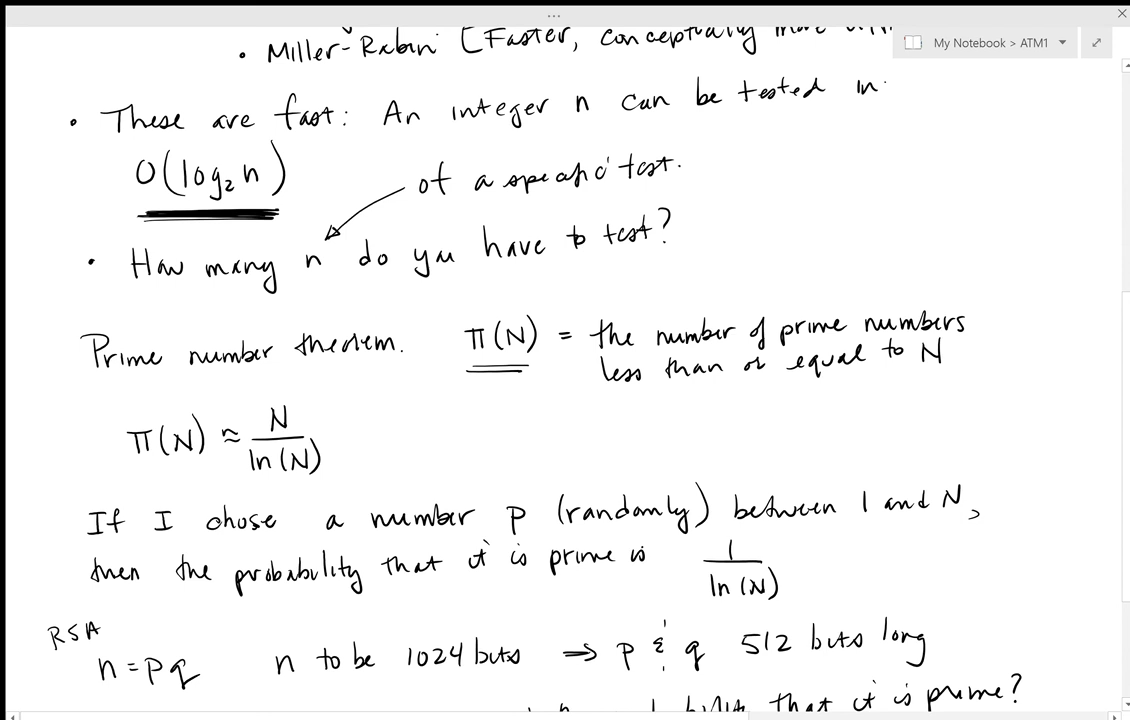 • Miller-Rabin (Faster, conceptually more
My Notebook > ATM1
• These are fast: An integer n can be tested in
O(log₂ n)
of a specific test.
• How many n do you have to test?
Prime number theorem. π(N) = the number of prime numbers
less than or equal to N
π(N) ≈ N / ln(N)
If I chose a number p (randomly) between 1 and N,
then the probability that it is prime is 1 / ln(N)
RSA
n = pq n to be 1024 bits ⇒ p & q 512 bits long
that it is prime?